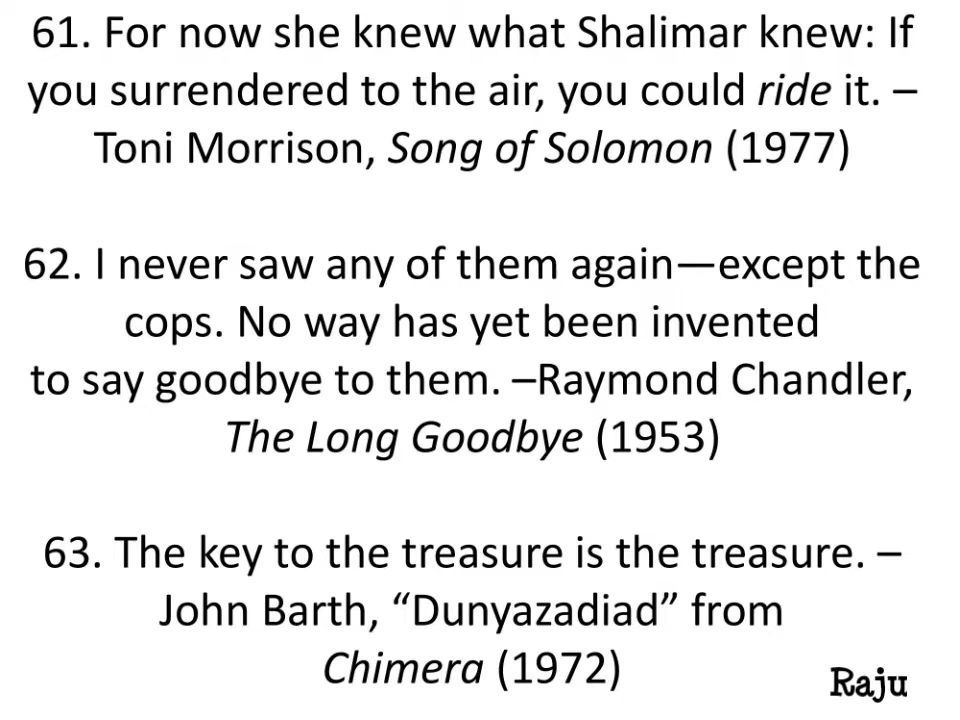 61. For now she knew what Shalimar knew: If
you surrendered to the air, you could ride it. –
Toni Morrison, Song of Solomon (1977)
62. I never saw any of them again—except the
cops. No way has yet been invented
to say goodbye to them. –Raymond Chandler,
The Long Goodbye (1953)
63. The key to the treasure is the treasure. –
John Barth, “Dunyazadiad” from
Chimera (1972)
Raju